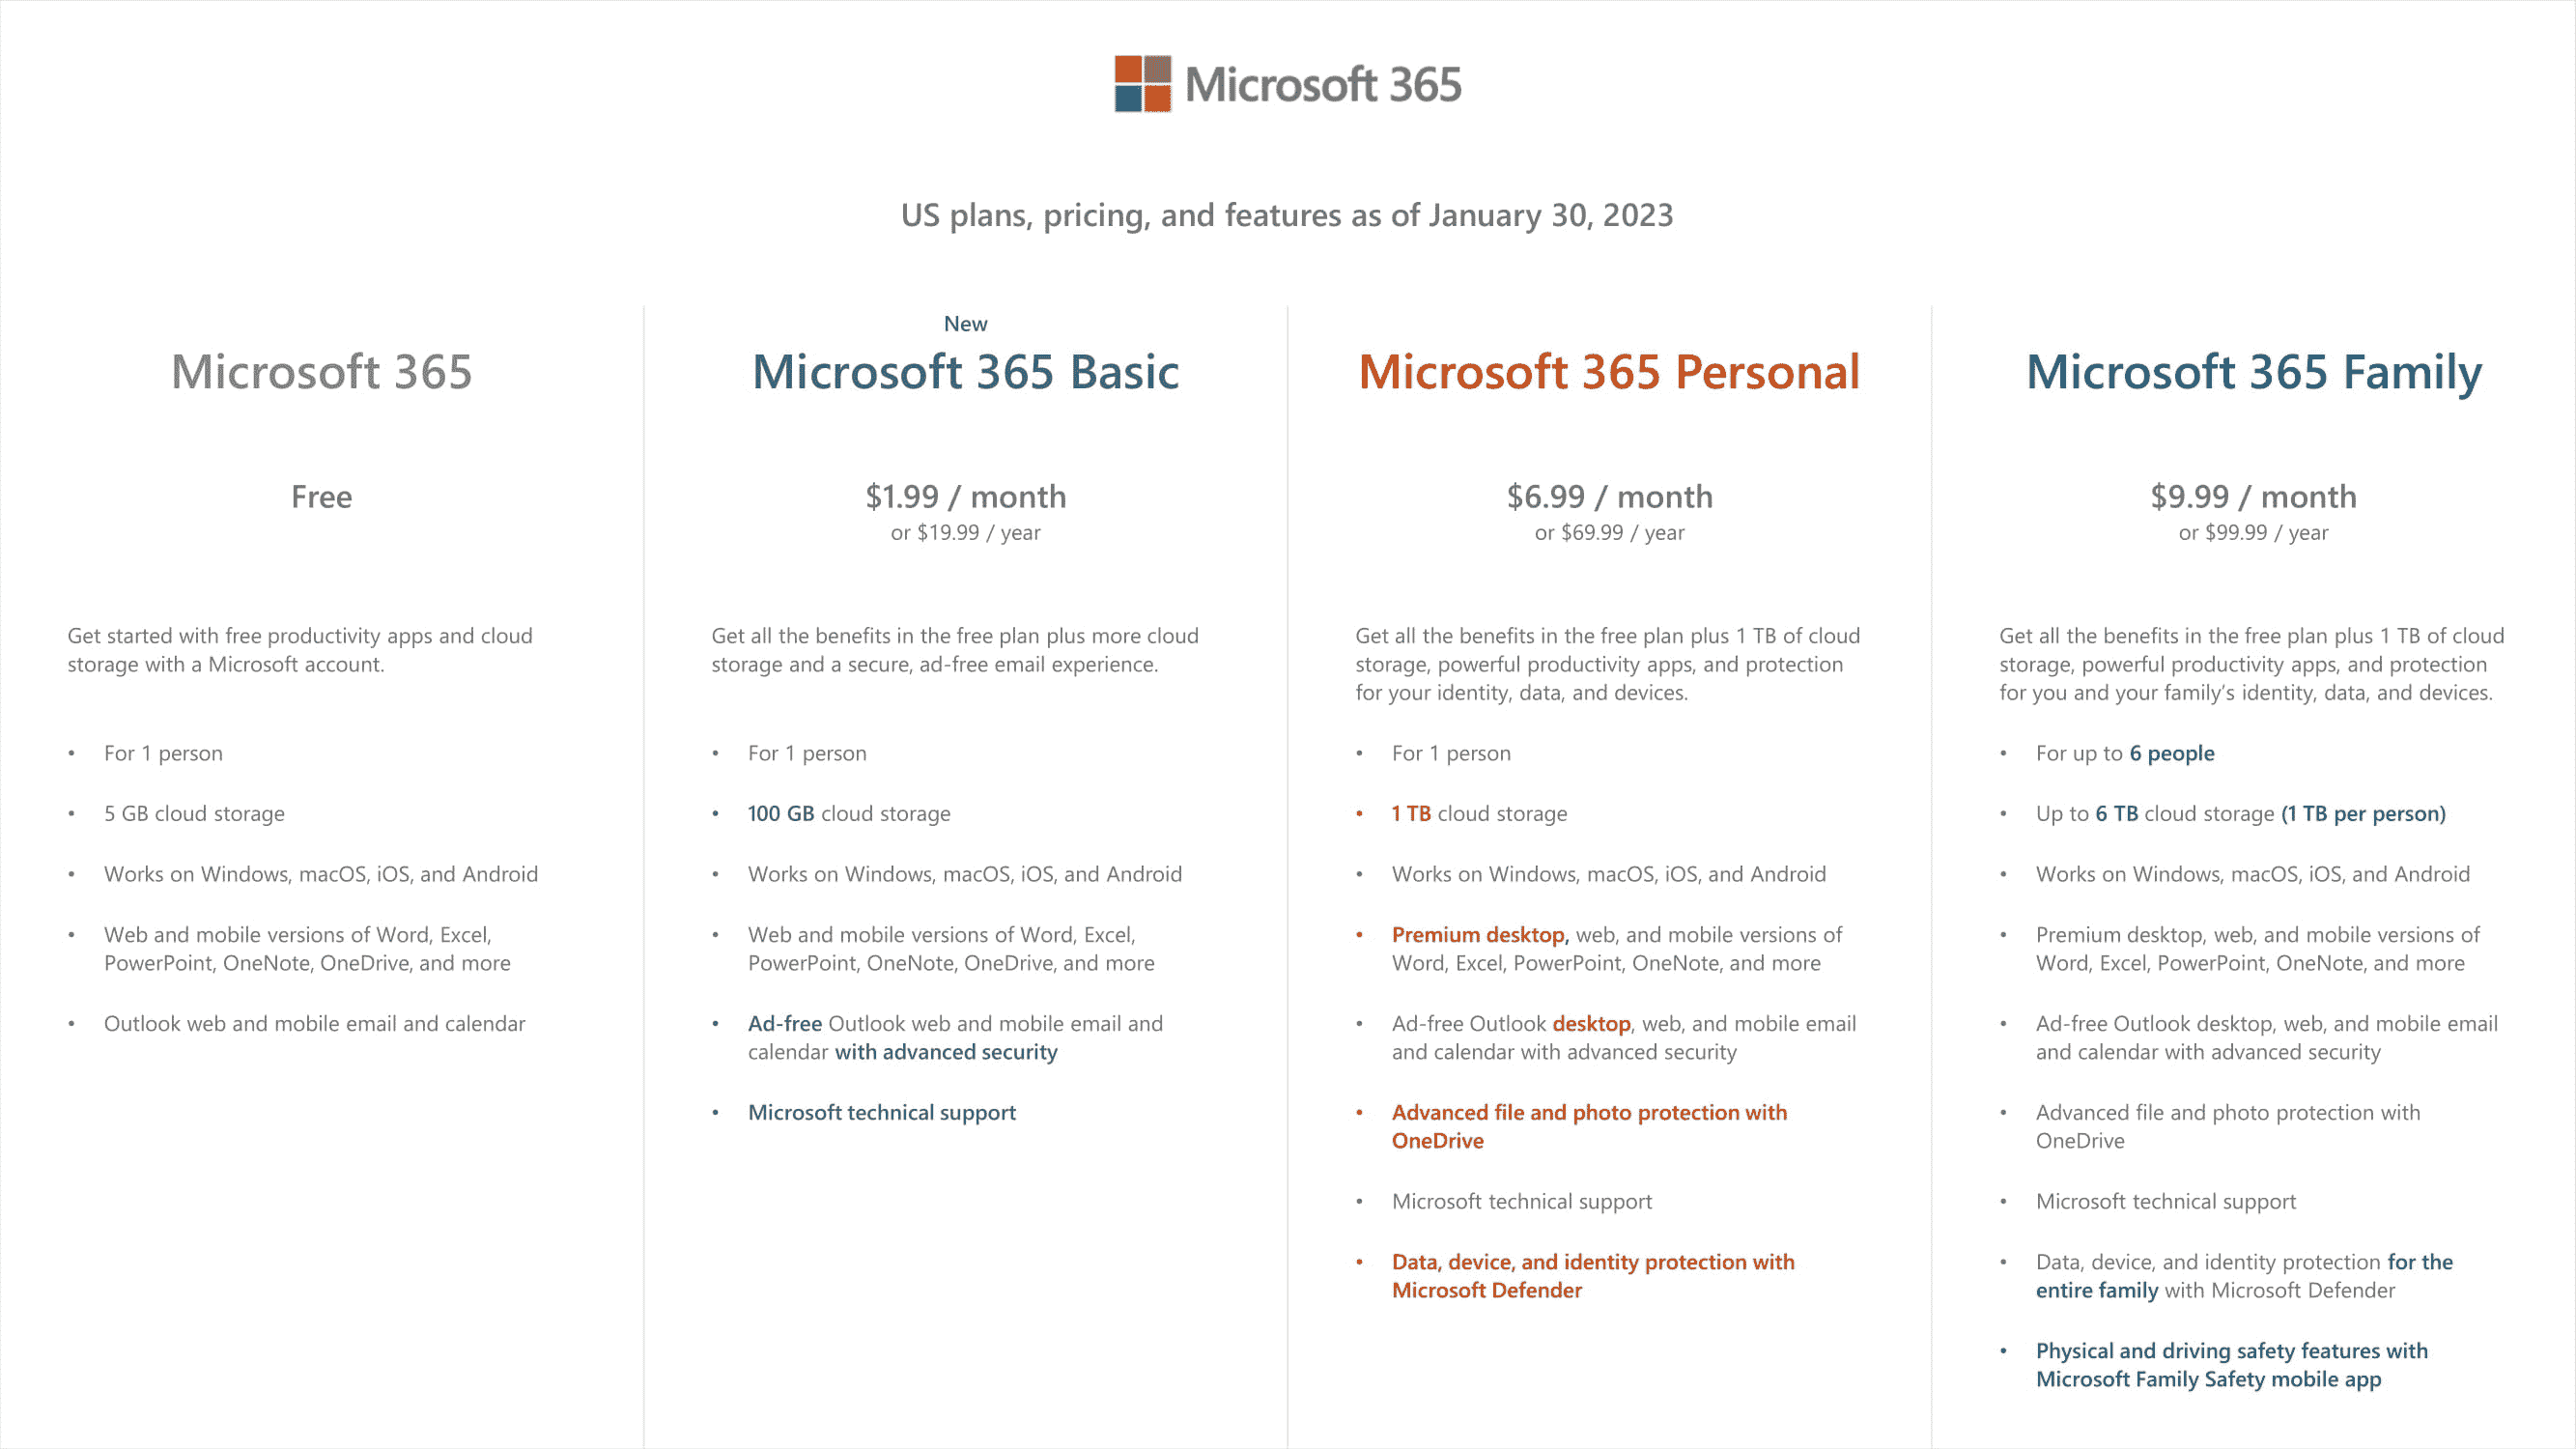 Microsoft 365
US plans, pricing, and features as of January 30, 2023
Microsoft 365
Free
Get started with free productivity apps and cloud
storage with a Microsoft account.
• For 1 person
• 5 GB cloud storage
• Works on Windows, macOS, iOS, and Android
• Web and mobile versions of Word, Excel,
PowerPoint, OneNote, OneDrive, and more
• Outlook web and mobile email and calendar
New
Microsoft 365 Basic
$1.99 / month
or $19.99 / year
Get all the benefits in the free plan plus more cloud
storage and a secure, ad-free email experience.
• For 1 person
• 100 GB cloud storage
• Works on Windows, macOS, iOS, and Android
• Web and mobile versions of Word, Excel,
PowerPoint, OneNote, OneDrive, and more
• Ad-free Outlook web and mobile email and
calendar with advanced security
• Microsoft technical support
Microsoft 365 Personal
$6.99 / month
or $69.99 / year
Get all the benefits in the free plan plus 1 TB of cloud
storage, powerful productivity apps, and protection
for your identity, data, and devices.
• For 1 person
• 1 TB cloud storage
• Works on Windows, macOS, iOS, and Android
• Premium desktop, web, and mobile versions of
Word, Excel, PowerPoint, OneNote, and more
• Ad-free Outlook desktop, web, and mobile email
and calendar with advanced security
• Advanced file and photo protection with
OneDrive
• Microsoft technical support
• Data, device, and identity protection with
Microsoft Defender
Microsoft 365 Family
$9.99 / month
or $99.99 / year
Get all the benefits in the free plan plus 1 TB of cloud
storage, powerful productivity apps, and protection
for you and your family’s identity, data, and devices.
• For up to 6 people
• Up to 6 TB cloud storage (1 TB per person)
• Works on Windows, macOS, iOS, and Android
• Premium desktop, web, and mobile versions of
Word, Excel, PowerPoint, OneNote, and more
• Ad-free Outlook desktop, web, and mobile email
and calendar with advanced security
• Advanced file and photo protection with
OneDrive
• Microsoft technical support
• Data, device, and identity protection for the
entire family with Microsoft Defender
• Physical and driving safety features with
Microsoft Family Safety mobile app